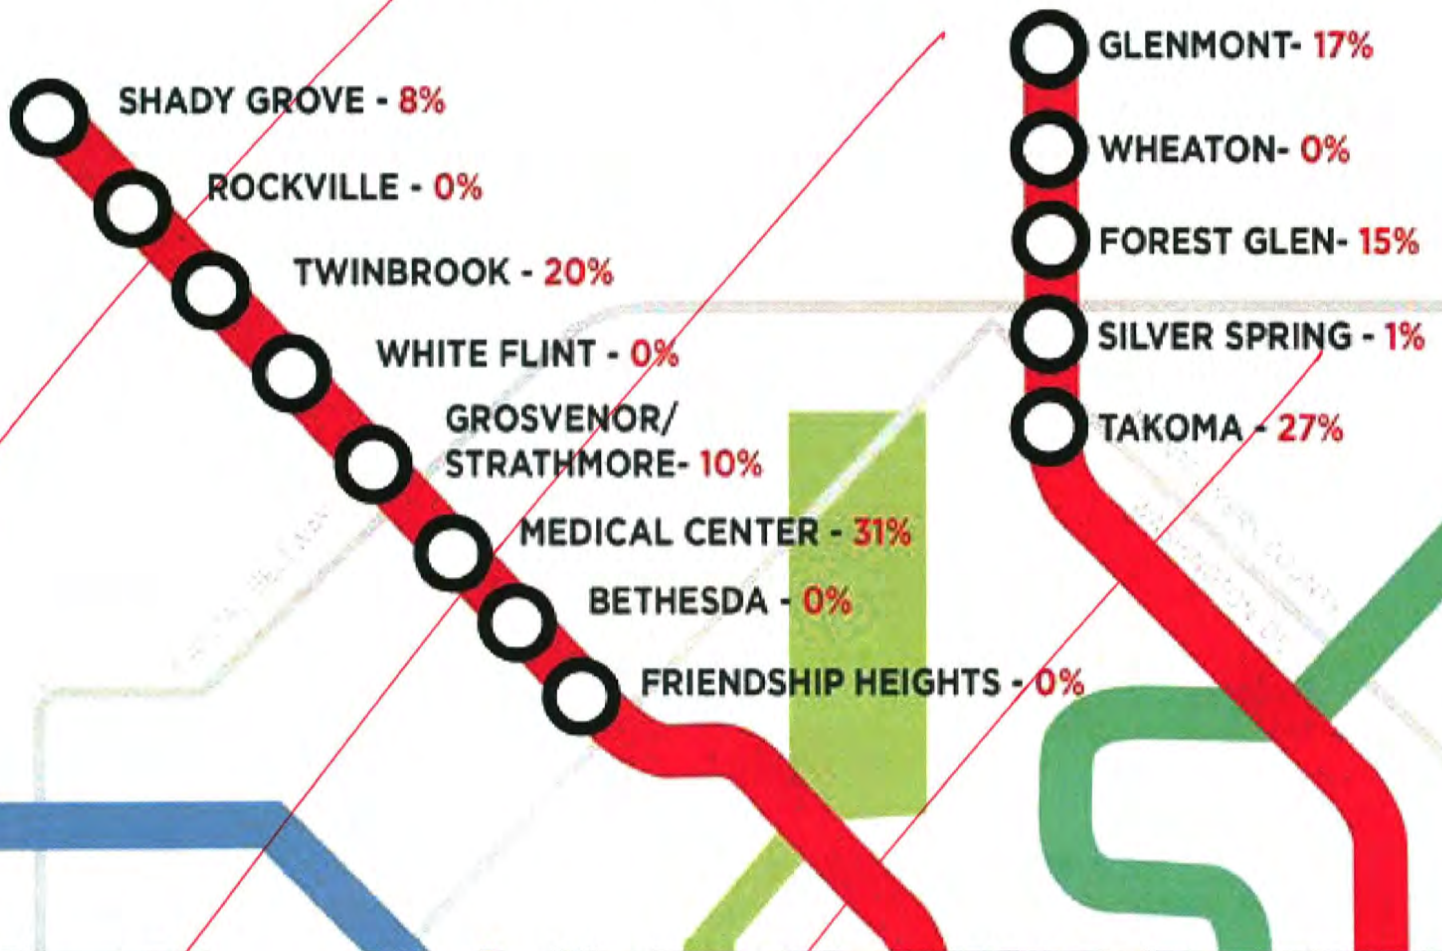 SHADY GROVE - 8%
ROCKVILLE - 0%
TWINBROOK - 20%
WHITE FLINT - 0%
GROSVENOR/
STRATHMORE- 10%
MEDICAL CENTER - 31%
BETHESDA - 0%
FRIENDSHIP HEIGHTS - 0%
GLENMONT- 17%
WHEATON- 0%
FOREST GLEN- 15%
SILVER SPRING - 1%
TAKOMA - 27%